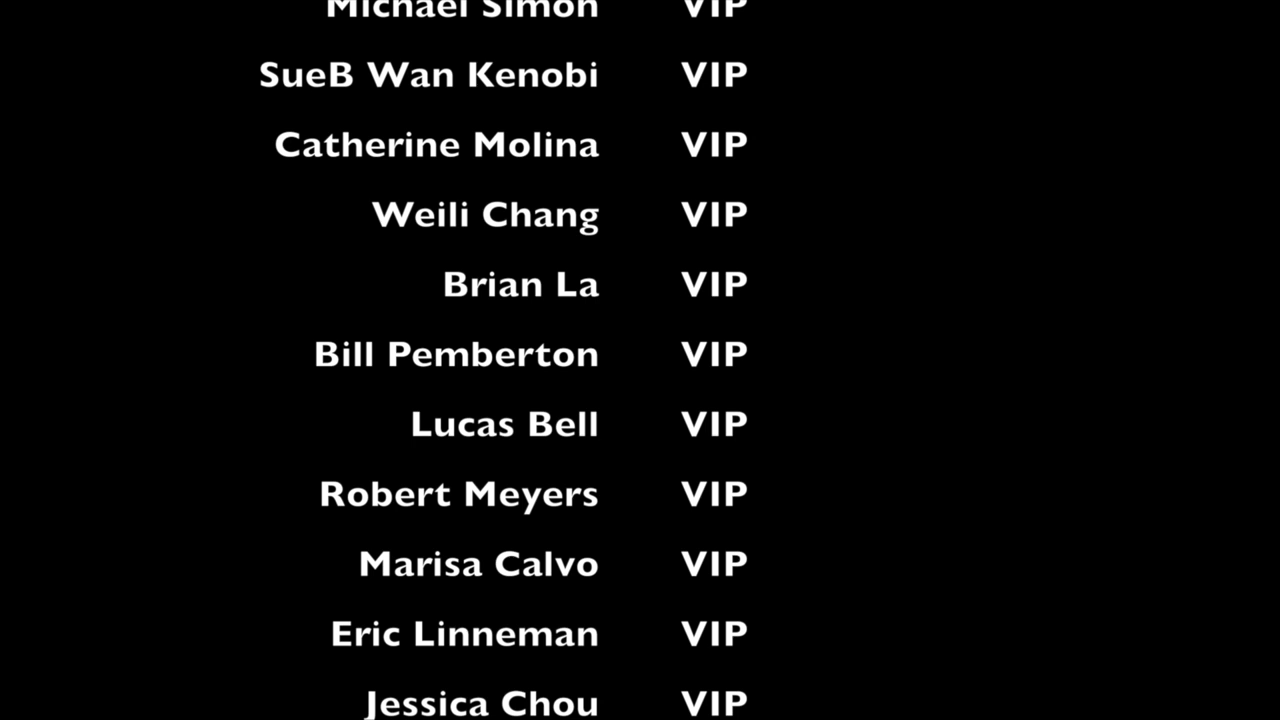 Michael Simon VIP
SueB Wan Kenobi VIP
Catherine Molina VIP
Weili Chang VIP
Brian La VIP
Bill Pemberton VIP
Lucas Bell VIP
Robert Meyers VIP
Marisa Calvo VIP
Eric Linneman VIP
Jessica Chou VIP